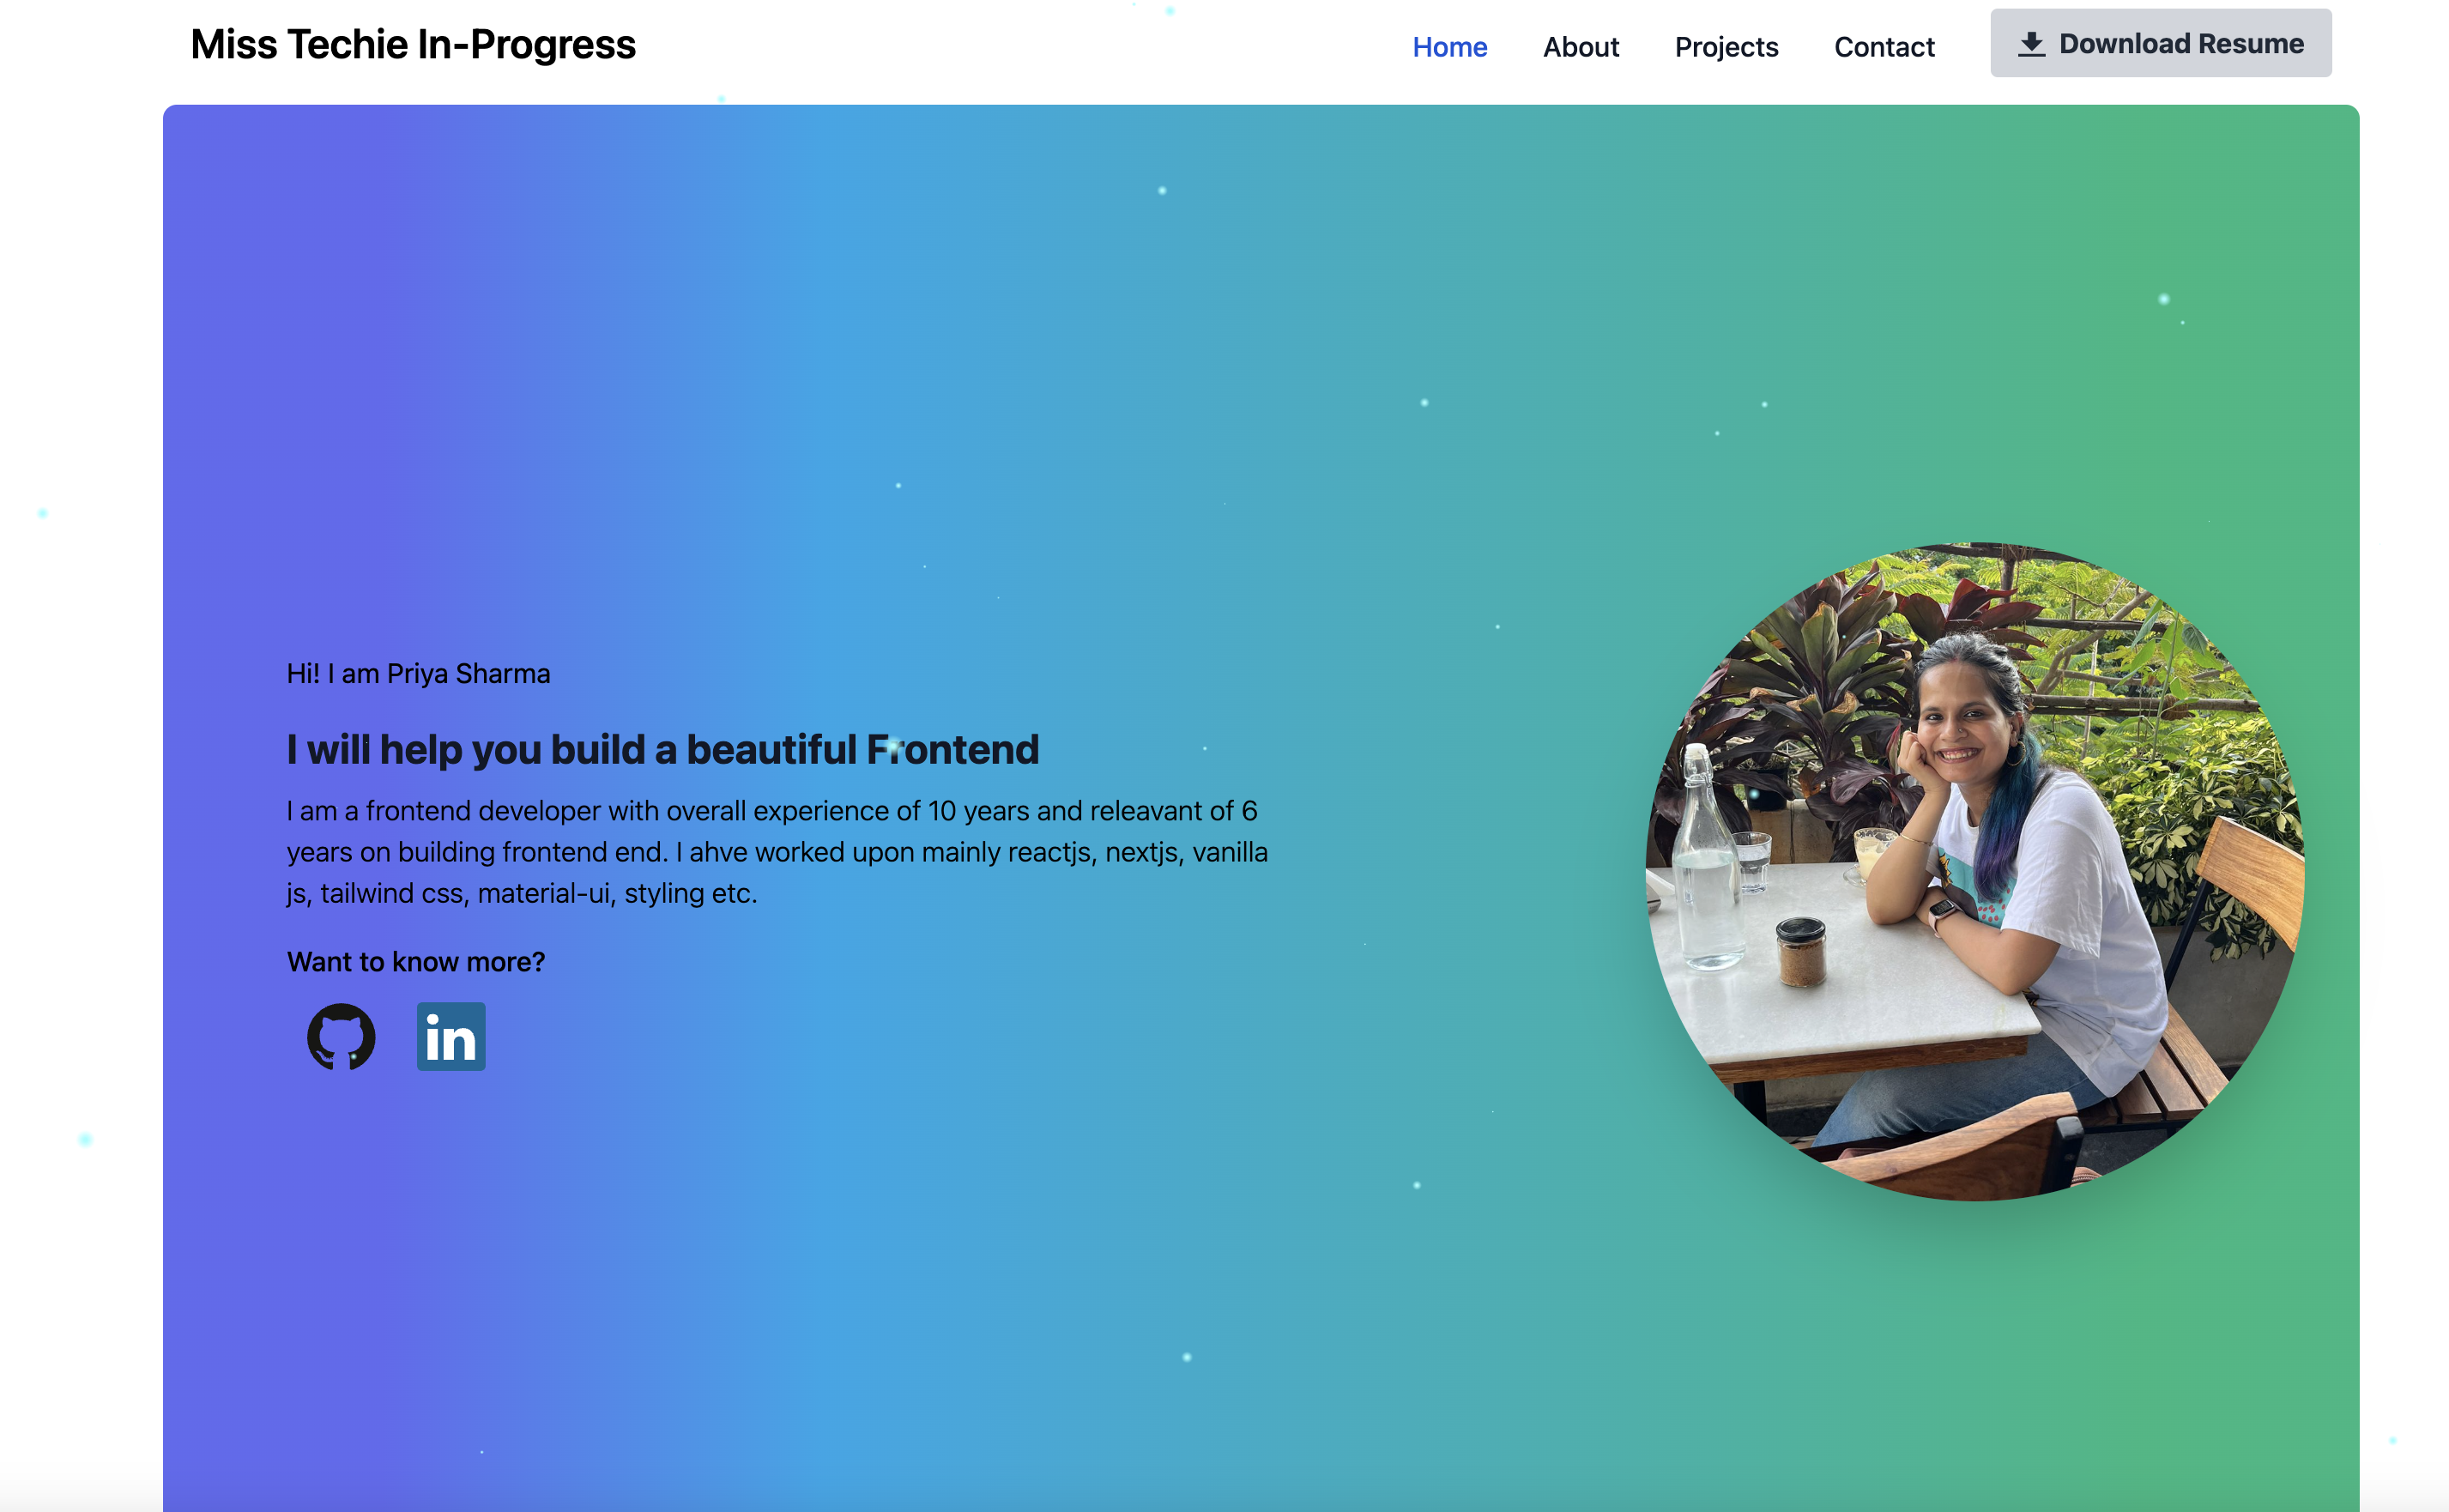 Miss Techie In-Progress
Home
About
Projects
Contact
Download Resume
Hi! I am Priya Sharma
I will help you build a beautiful Frontend
I am a frontend developer with overall experience of 10 years and releavant of 6
years on building frontend end. I ahve worked upon mainly reactjs, nextjs, vanilla
js, tailwind css, material-ui, styling etc.
Want to know more?
in